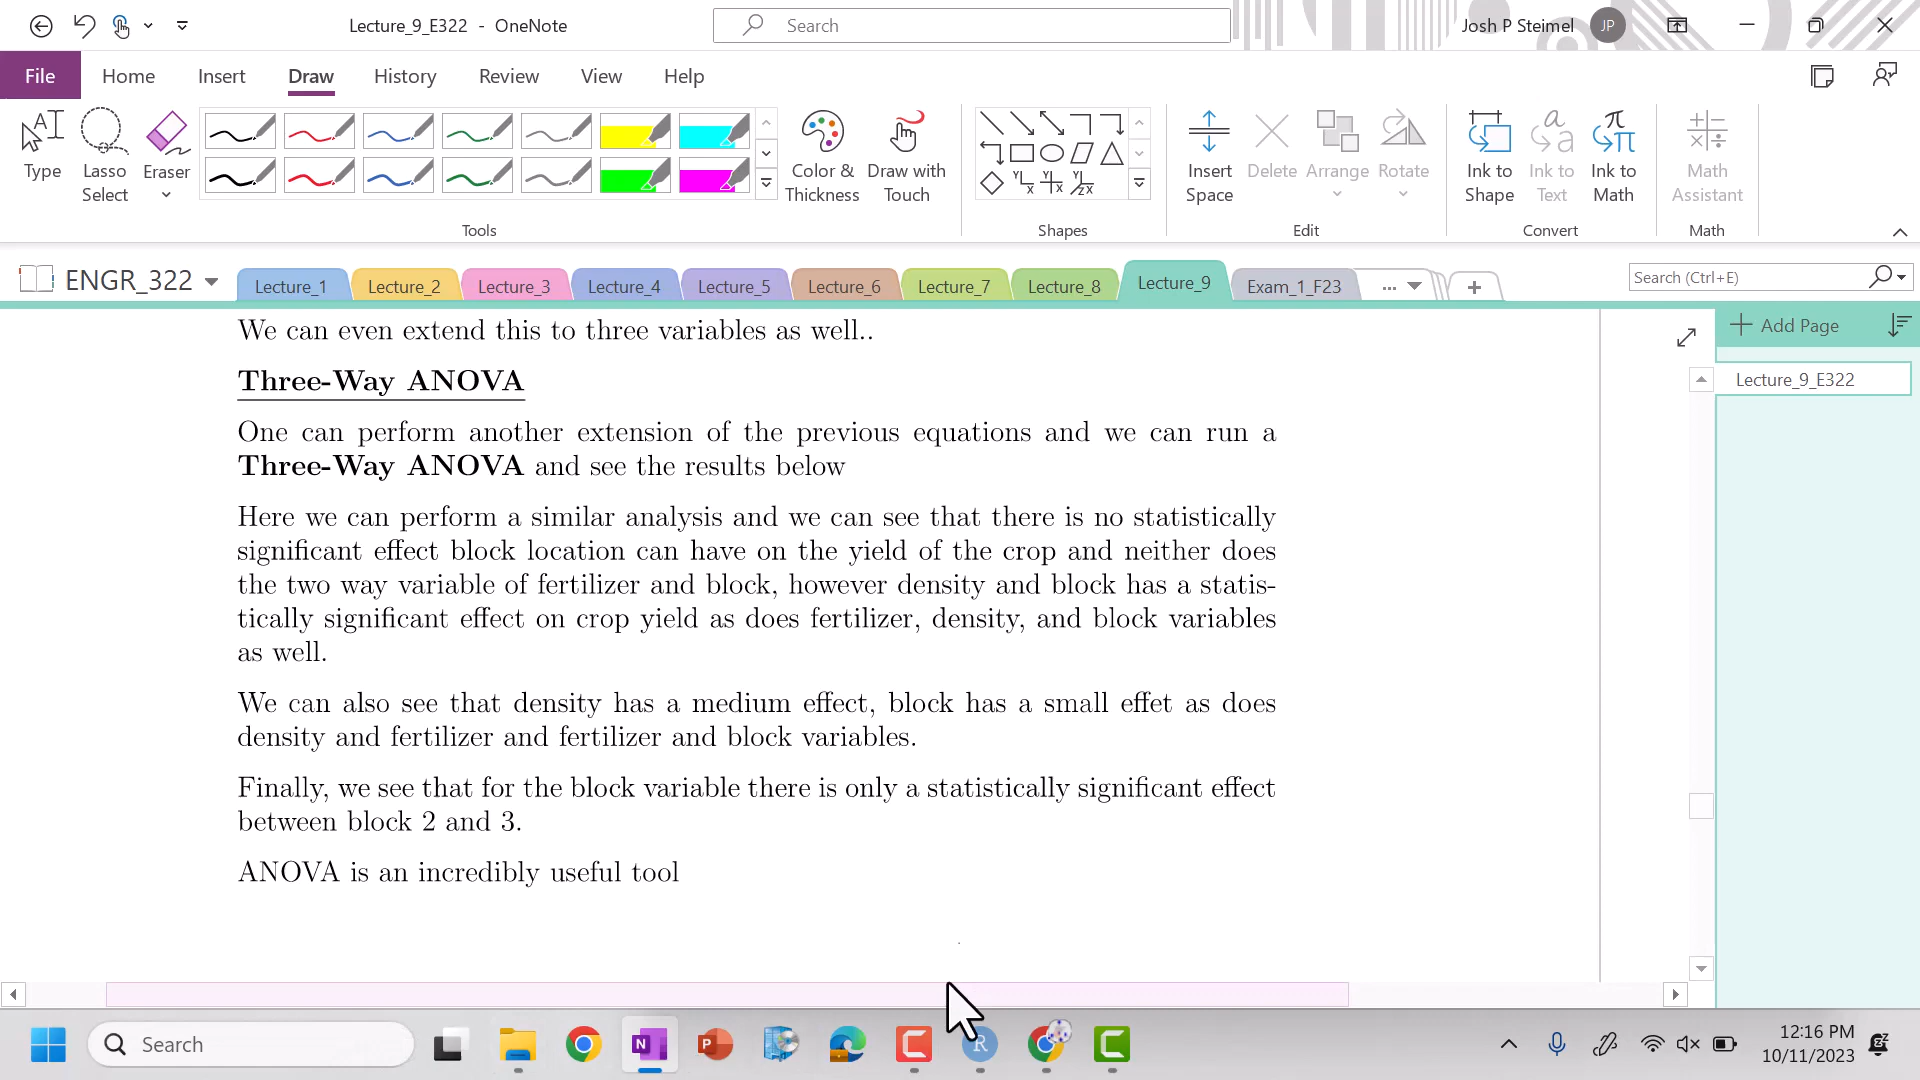 Lecture_9_E322 - OneNote
Search
Josh P Steimel
JP
File
Home
Insert
Draw
History
Review
View
Help
Type
Lasso
Select
Eraser
Color &
Thickness
Draw with
Touch
Insert
Space
Delete
Arrange
Rotate
Ink to
Shape
Ink to
Text
Ink to
Math
Math
Assistant
Tools
Shapes
Edit
Convert
Math
ENGR_322
Lecture_1
Lecture_2
Lecture_3
Lecture_4
Lecture_5
Lecture_6
Lecture_7
Lecture_8
Lecture_9
Exam_1_F23
...
Search (Ctrl+E)
Add Page
Lecture_9_E322
We can even extend this to three variables as well..
Three-Way ANOVA
One can perform another extension of the previous equations and we can run a
Three-Way ANOVA and see the results below
Here we can perform a similar analysis and we can see that there is no statistically
significant effect block location can have on the yield of the crop and neither does
the two way variable of fertilizer and block, however density and block has a statis-
tically significant effect on crop yield as does fertilizer, density, and block variables
as well.
We can also see that density has a medium effect, block has a small effet as does
density and fertilizer and fertilizer and block variables.
Finally, we see that for the block variable there is only a statistically significant effect
between block 2 and 3.
ANOVA is an incredibly useful tool
Search
12:16 PM
10/11/2023